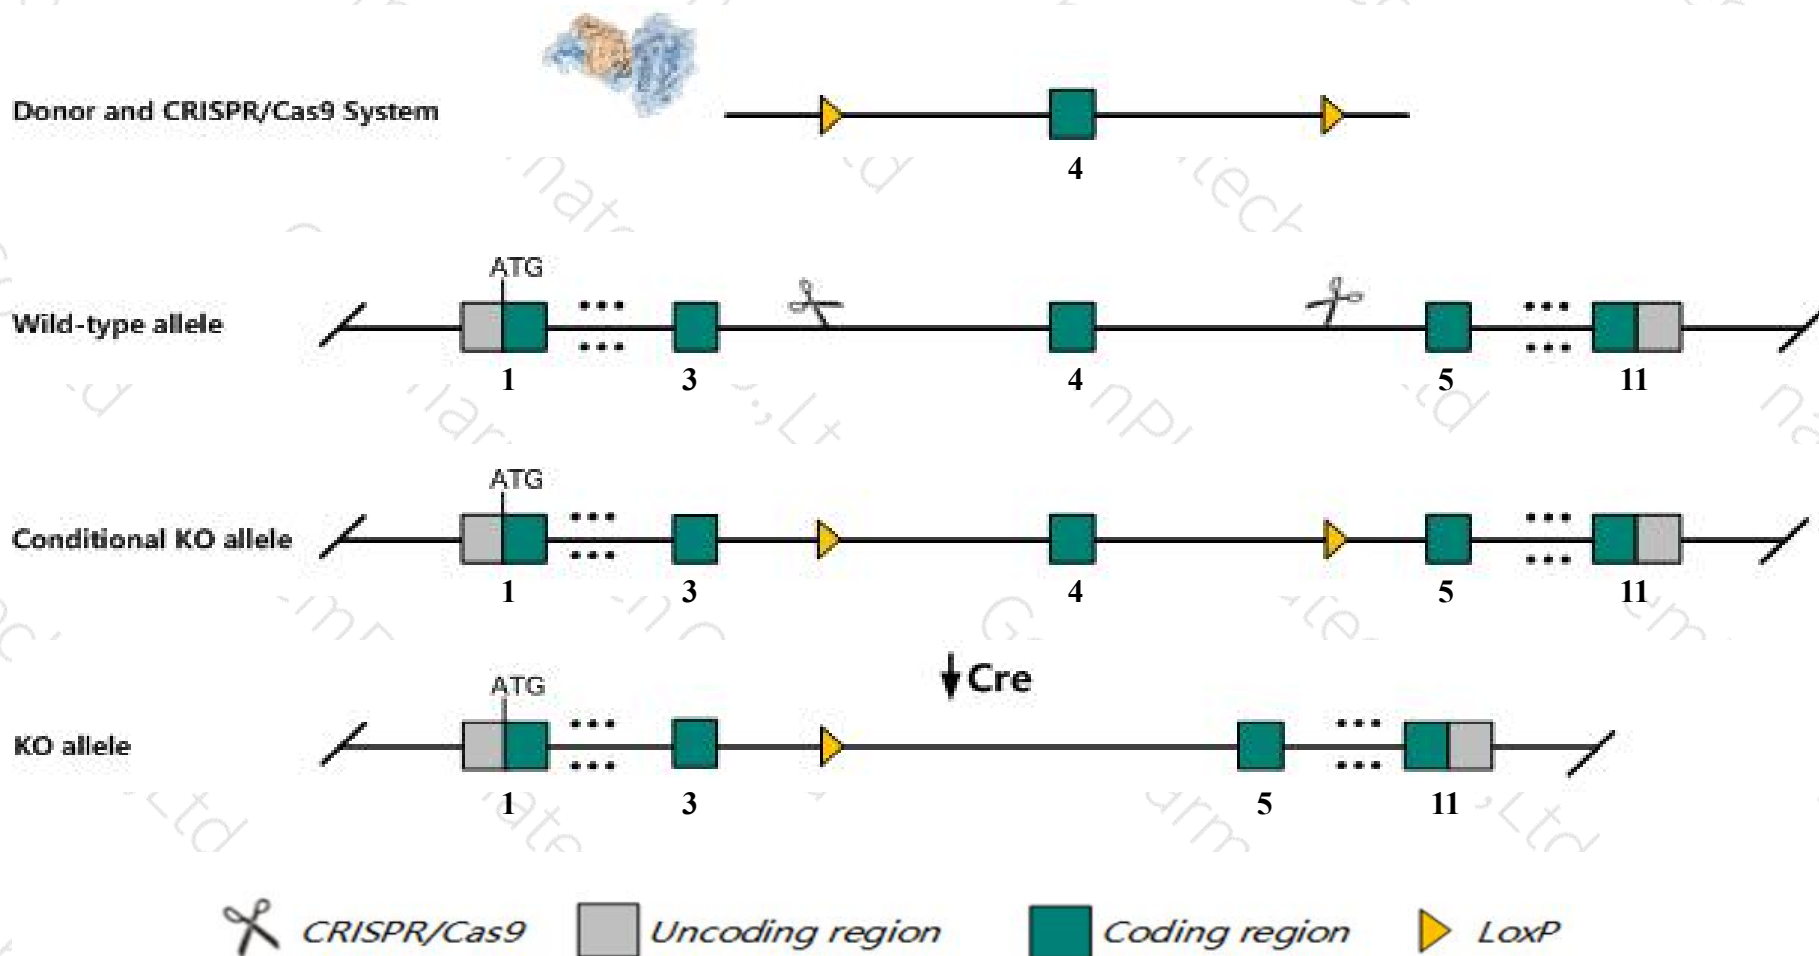 Donor and CRISPR/Cas9 System
4
ATG
Wild-type allele
1 3 4 5 11
ATG
Conditional KO allele
1 3 4 5 11
Cre
ATG
KO allele
1 3 5 11
CRISPR/Cas9 Uncoding region Coding region LoxP